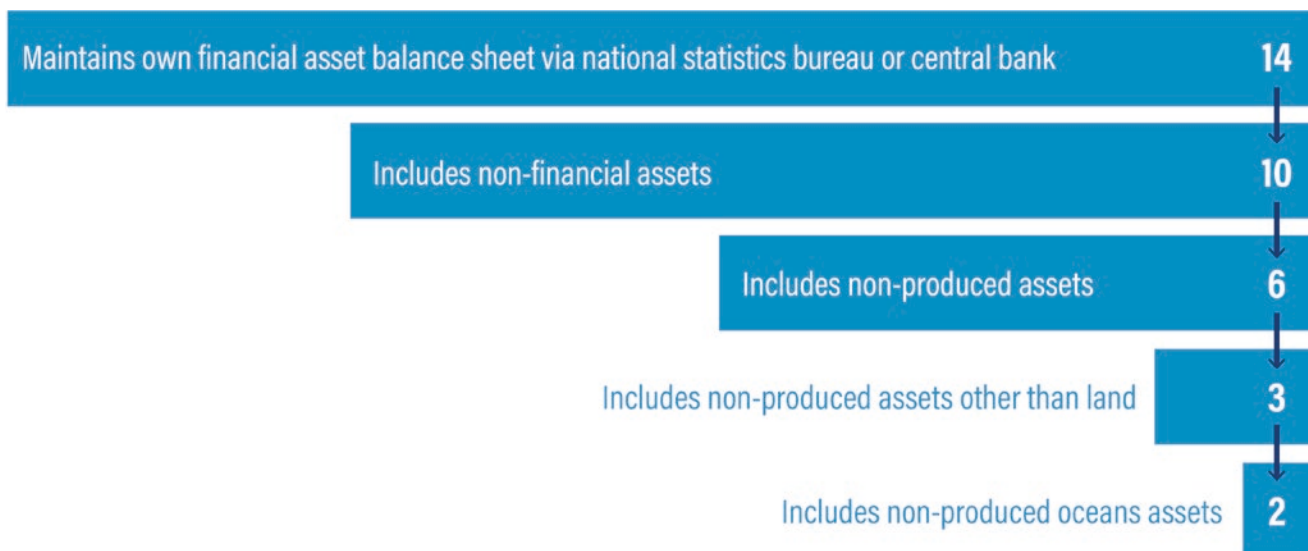 Maintains own financial asset balance sheet via national statistics bureau or central bank 14
Includes non-financial assets 10
Includes non-produced assets 6
Includes non-produced assets other than land 3
Includes non-produced oceans assets 2